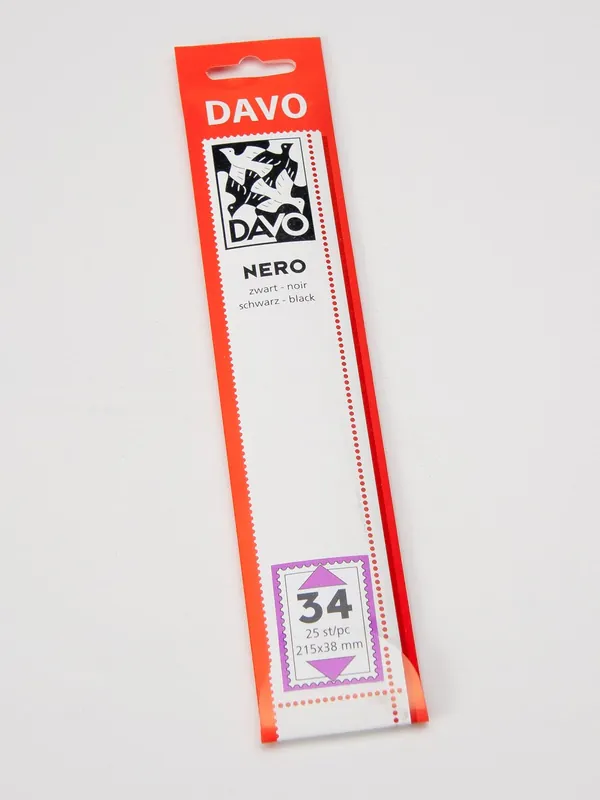 DAVO
DAVO
NERO
zwart - noir
schwarz - black
34
25 st/pc
215x38 mm